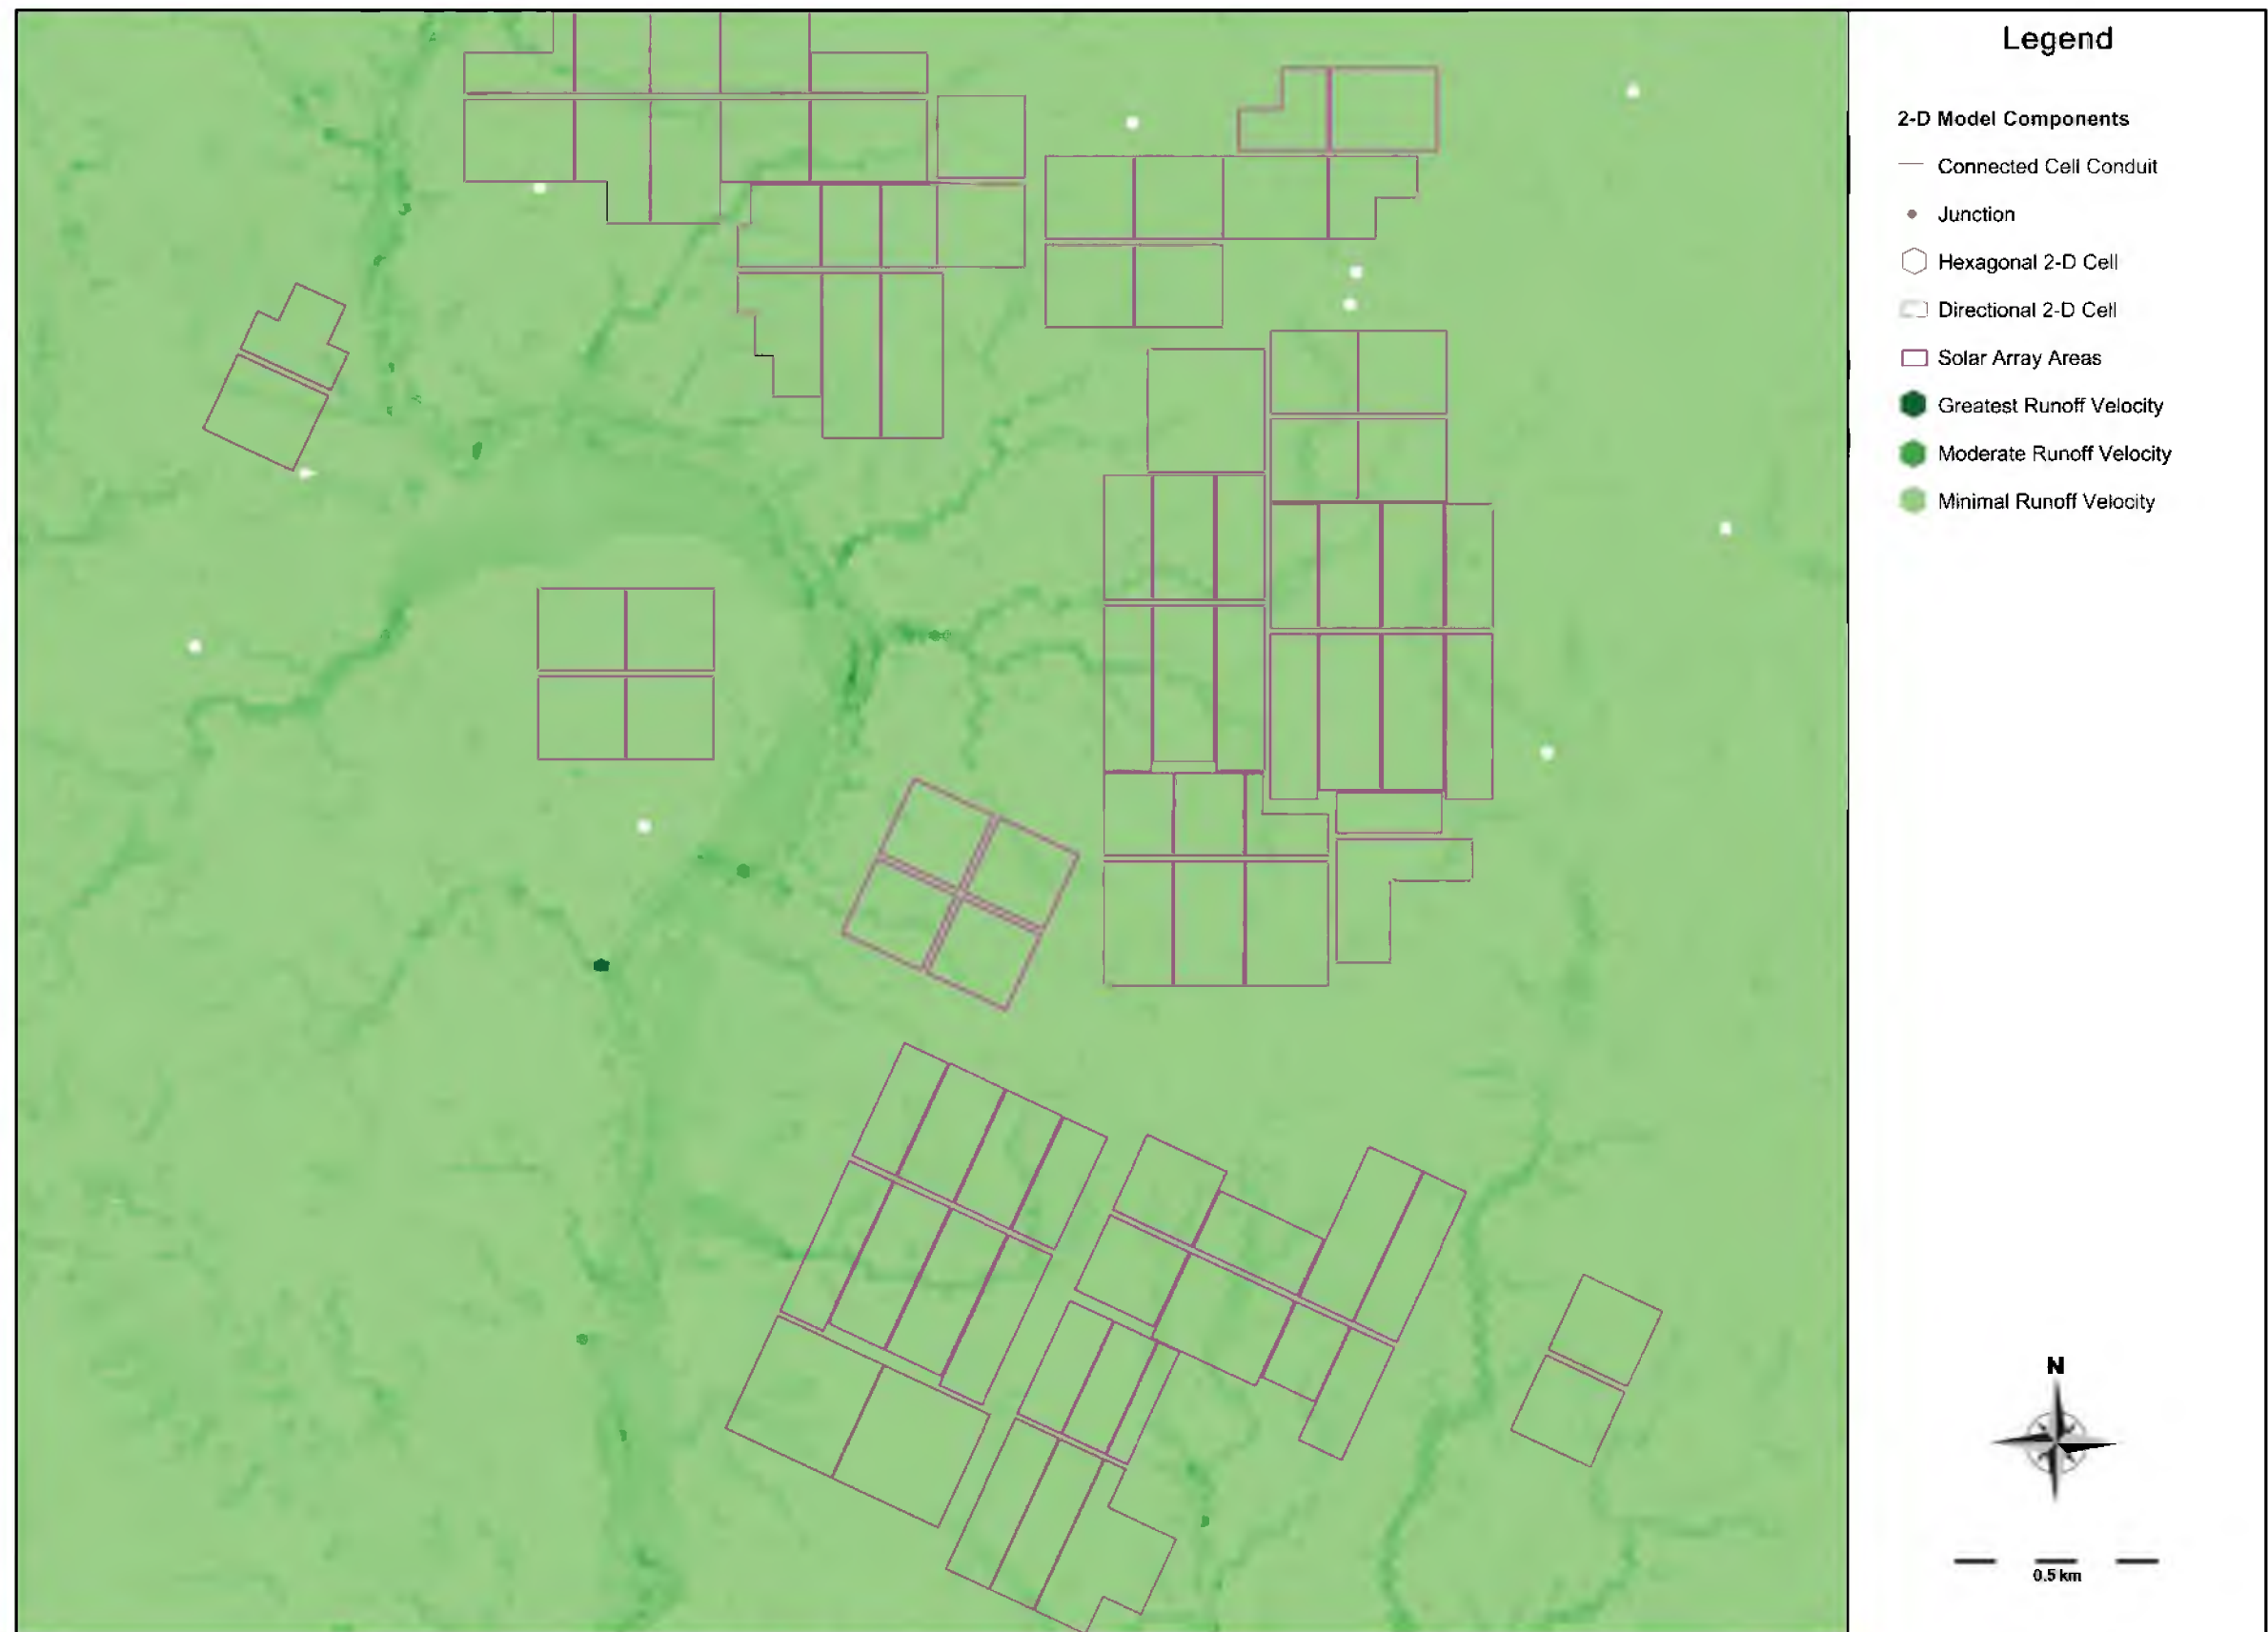 Legend
2-D Model Components
Connected Cell Conduit
Junction
Hexagonal 2-D Cell
Directional 2-D Cell
Solar Array Areas
Greatest Runoff Velocity
Moderate Runoff Velocity
Minimal Runoff Velocity
N
0.5 km